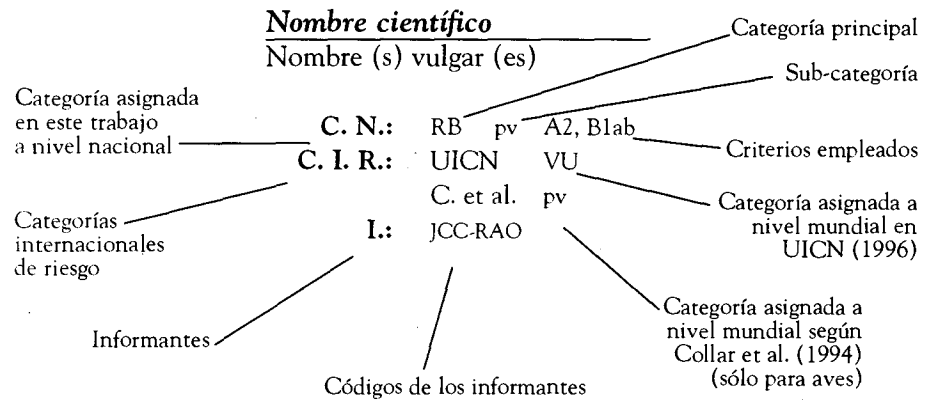 Nombre científico
Nombre (s) vulgar (es)
Categoría principal
Sub-categoría
Categoría asignada
en este trabajo
a nivel nacional
C. N.: RB pv A2, B1ab
Criterios empleados
C. I. R.: UICN VU
C. et al. pv
Categoría asignada a
nivel mundial en
UICN (1996)
Categorías
internacionales
de riesgo
I.: JCC-RAO
Categoría asignada a
nivel mundial según
Collar et al. (1994)
(sólo para aves)
Informantes
Códigos de los informantes